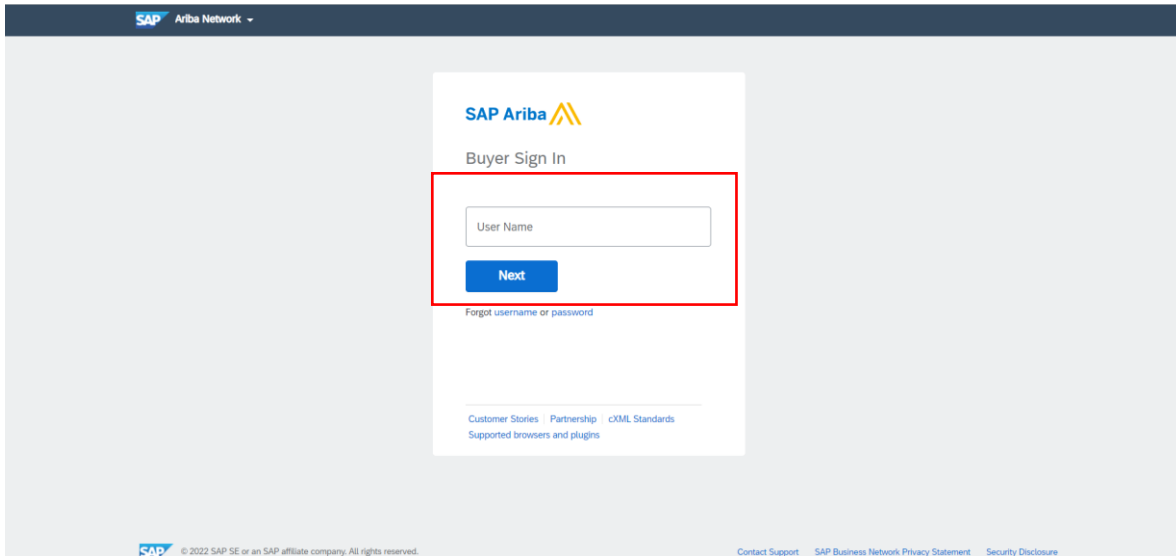 SAP Ariba Network
SAP Ariba
Buyer Sign In
User Name
Next
Forgot username or password
Customer Stories Partnership cXML Standards
Supported browsers and plugins
SAP © 2022 SAP SE or an SAP affiliate company. All rights reserved. Contact Support SAP Business Network Privacy Statement Security Disclosure